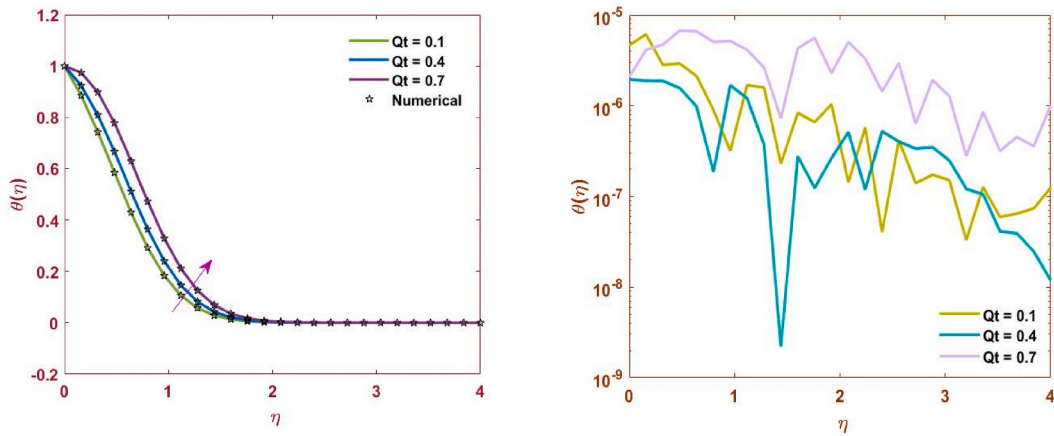 1.2
1
0.8
0.6
0.4
0.2
0
-0.2
θ(η)
0 1 2 3 4
η
Qt = 0.1
Qt = 0.4
Qt = 0.7
Numerical
10⁻⁵
10⁻⁶
10⁻⁷
10⁻⁸
10⁻⁹
θ(η)
0 1 2 3 4
η
Qt = 0.1
Qt = 0.4
Qt = 0.7